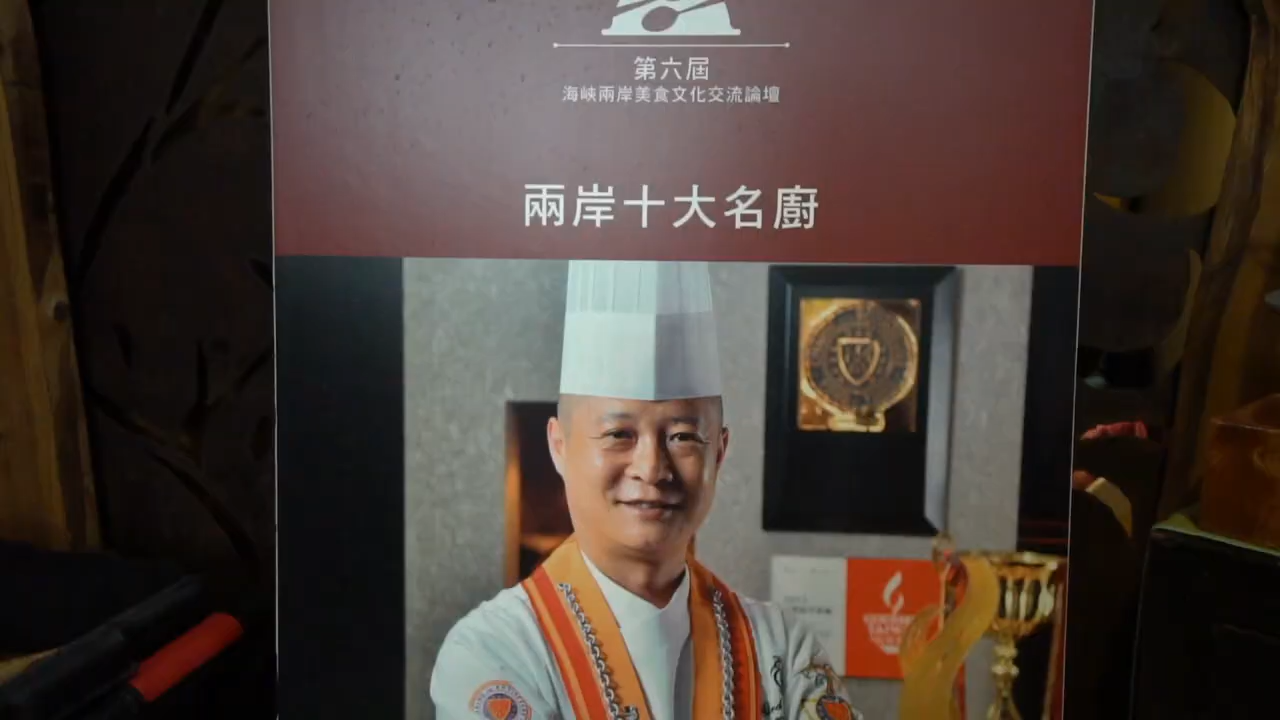 第六屆
海峽兩岸美食文化交流論壇
兩岸十大名廚